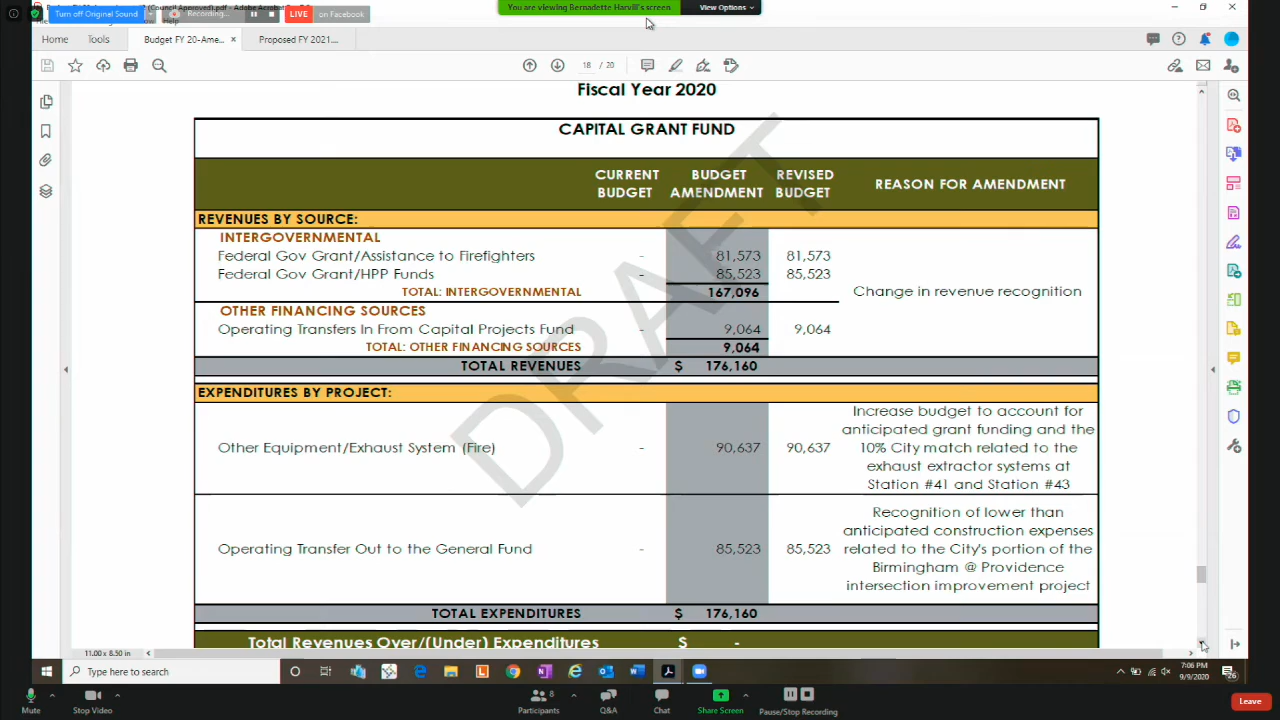 (Council Approved).pdf - Adobe Acrobat
Turn off Original Sound
Recording...
LIVE on Facebook
You are viewing Bernadette Harvill's screen
View Options
Help
Home
Tools
Budget FY 20-Ame...
Proposed FY 2021....
18 / 20
Fiscal Year 2020
CAPITAL GRANT FUND
CURRENT BUDGET
BUDGET AMENDMENT
REVISED BUDGET
REASON FOR AMENDMENT
REVENUES BY SOURCE:
INTERGOVERNMENTAL
Federal Gov Grant/Assistance to Firefighters - 81,573 81,573
Federal Gov Grant/HPP Funds - 85,523 85,523
TOTAL: INTERGOVERNMENTAL 167,096 Change in revenue recognition
OTHER FINANCING SOURCES
Operating Transfers In From Capital Projects Fund - 9,064 9,064
TOTAL: OTHER FINANCING SOURCES 9,064
TOTAL REVENUES $ 176,160
EXPENDITURES BY PROJECT:
Other Equipment/Exhaust System (Fire) - 90,637 90,637
Increase budget to account for
anticipated grant funding and the
10% City match related to the
exhaust extractor systems at
Station #41 and Station #43
Operating Transfer Out to the General Fund - 85,523 85,523
Recognition of lower than
anticipated construction expenses
related to the City's portion of the
Birmingham @ Providence
intersection improvement project
TOTAL EXPENDITURES $ 176,160
Total Revenues Over/(Under) Expenditures $ -
DRAFT
11.00 x 8.50 in
Type here to search
7:06 PM
9/9/2020
26
Mute
Stop Video
Participants
8
Q&A
Chat
Share Screen
Pause/Stop Recording
Leave